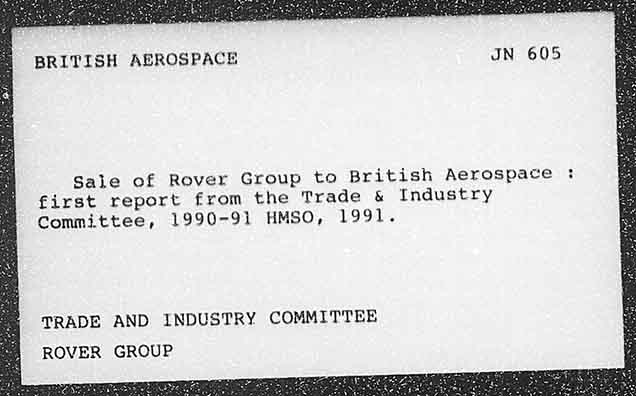 BRITISH AEROSPACE JN 605
Sale of Rover Group to British Aerospace :
first report from the Trade & Industry
Committee, 1990-91 HMSO, 1991.
TRADE AND INDUSTRY COMMITTEE
ROVER GROUP